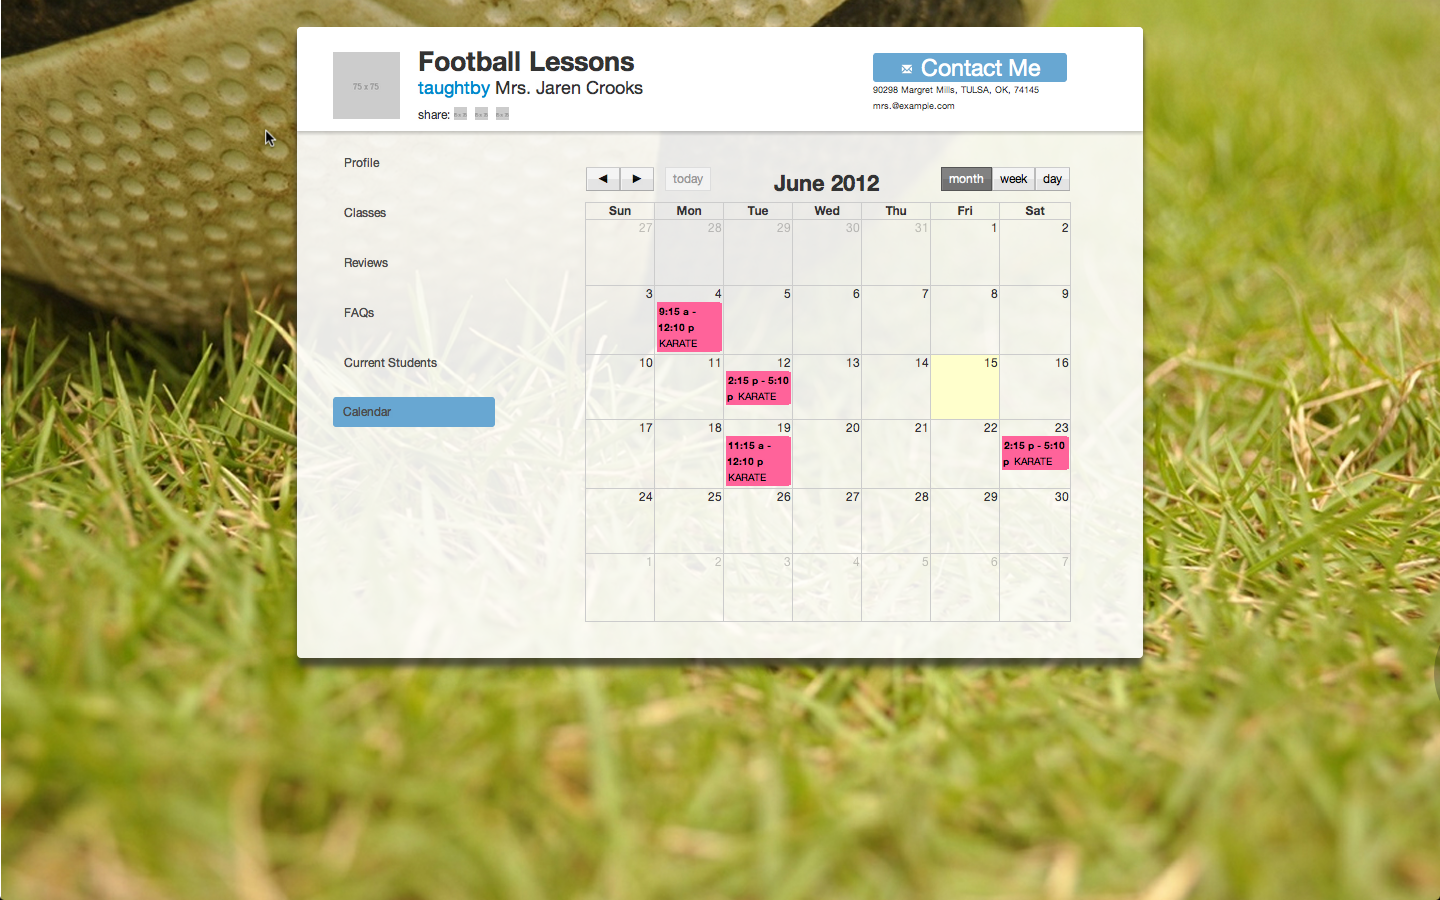 75 x 75
Football Lessons
taughtby Mrs. Jaren Crooks
share:
Contact Me
90298 Margret Mills, TULSA, OK, 74145
mrs.@example.com
Profile
Classes
Reviews
FAQs
Current Students
Calendar
◄ ► today June 2012 month week day
Sun Mon Tue Wed Thu Fri Sat
27 28 29 30 31 1 2
3 4 5 6 7 8 9
9:15 a -
12:10 p
KARATE
10 11 12 13 14 15 16
2:15 p - 5:10
p KARATE
17 18 19 20 21 22 23
11:15 a -
12:10 p
KARATE
2:15 p - 5:10
p KARATE
24 25 26 27 28 29 30
1 2 3 4 5 6 7